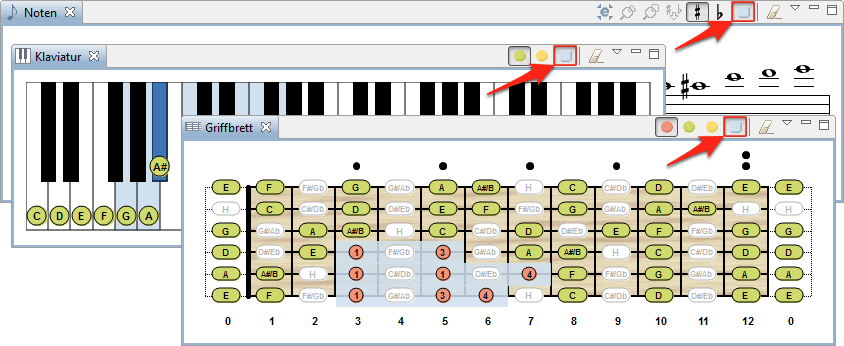 Noten
Klaviatur
A#
C D E F G A
Griffbrett
E F F#/Gb G G#/Ab A A#/B H C C#/Db D D#/Eb E E
H C C#/Db D D#/Eb E F F#/Gb G G#/Ab A A#/B H H
G G#/Ab A A#/B H C C#/Db D D#/Eb E F F#/Gb G G
D D#/Eb E 1 F#/Gb 3 G#/Ab A A#/B H C C#/Db D D
A A#/B H 1 C#/Db 1 D#/Eb 4 F F#/Gb G G#/Ab A A
E F F#/Gb 1 G#/Ab 3 4 H C C#/Db D D#/Eb E E
0 1 2 3 4 5 6 7 8 9 10 11 12 0